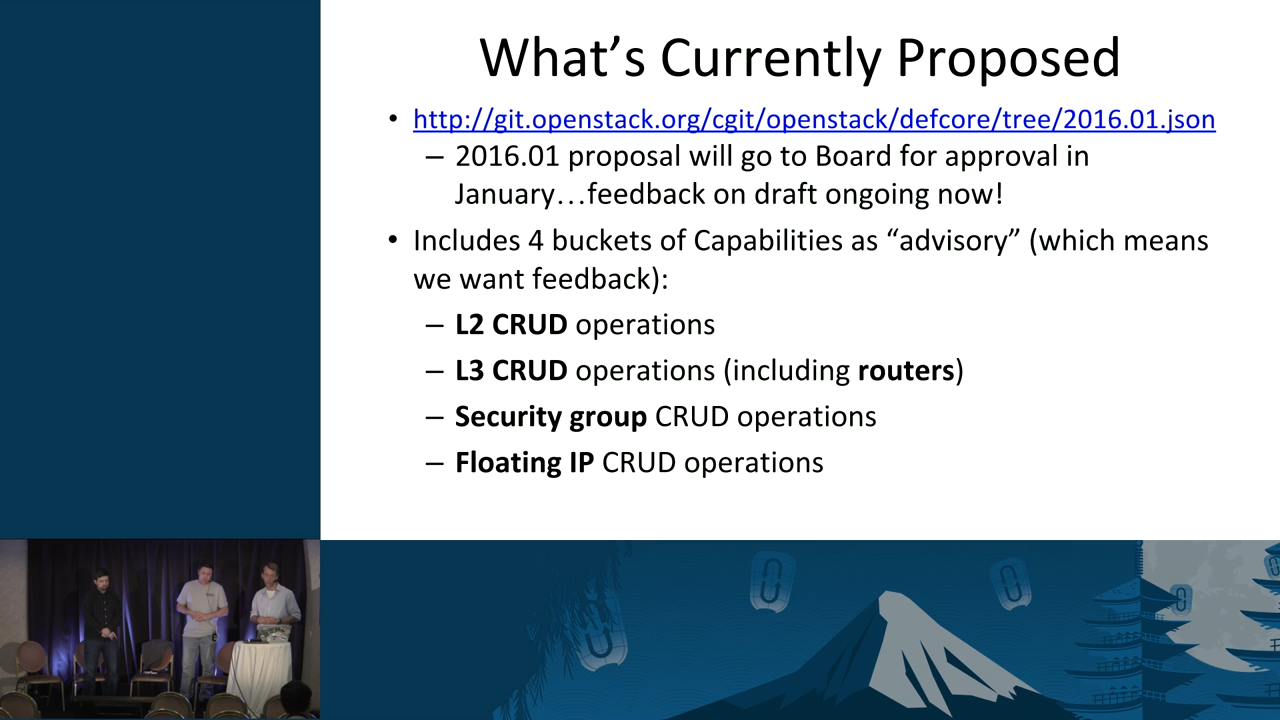 What’s Currently Proposed
• http://git.openstack.org/cgit/openstack/defcore/tree/2016.01.json
– 2016.01 proposal will go to Board for approval in
January…feedback on draft ongoing now!
• Includes 4 buckets of Capabilities as “advisory” (which means
we want feedback):
– L2 CRUD operations
– L3 CRUD operations (including routers)
– Security group CRUD operations
– Floating IP CRUD operations